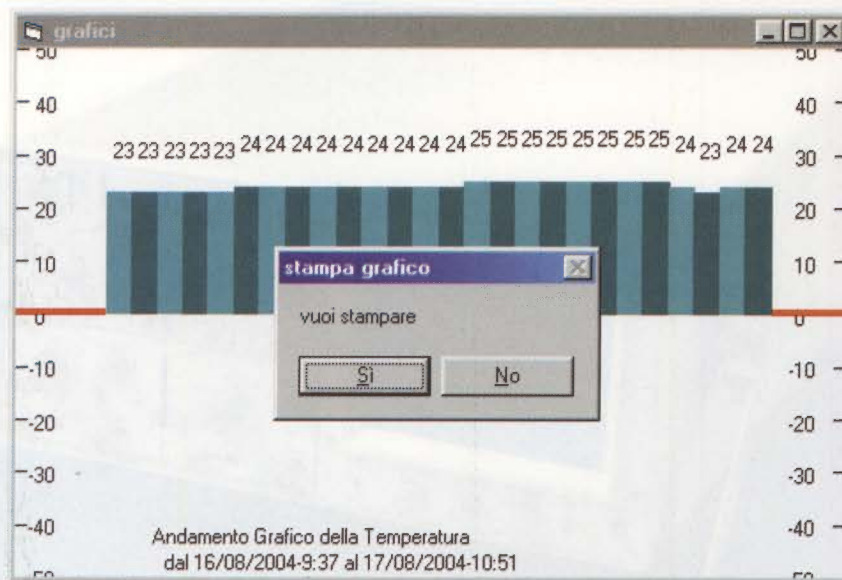 grafici
50 50
40 40
30 23 23 23 23 23 24 24 24 24 24 24 24 24 24 25 25 25 25 25 25 25 25 24 23 24 24 30
20 20
10 10
0 0
-10 -10
-20 -20
-30 -30
-40 -40
-50 -50
stampa grafico
vuoi stampare
Sì No
Andamento Grafico della Temperatura
dal 16/08/2004-9:37 al 17/08/2004-10:51